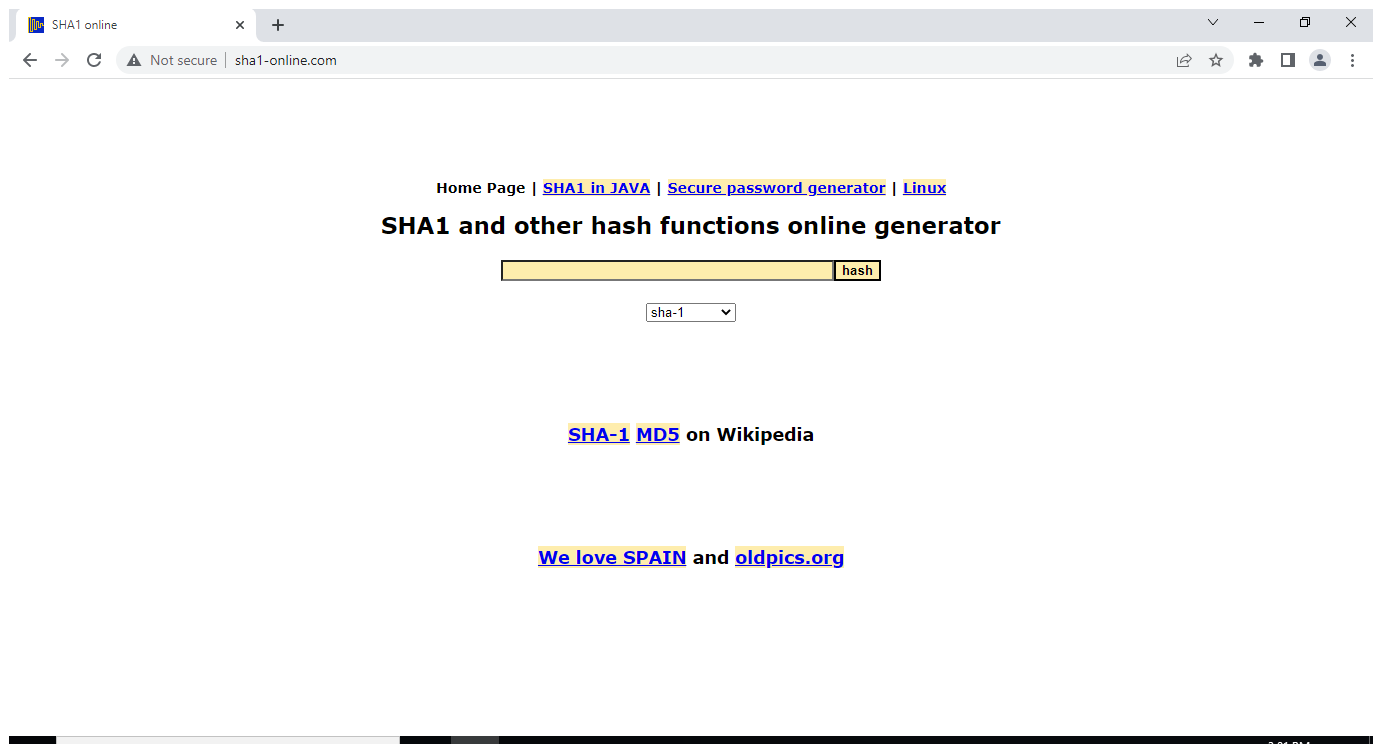 SHA1 online
Not secure | sha1-online.com
Home Page | SHA1 in JAVA | Secure password generator | Linux
SHA1 and other hash functions online generator
hash
sha-1
SHA-1 MD5 on Wikipedia
We love SPAIN and oldpics.org